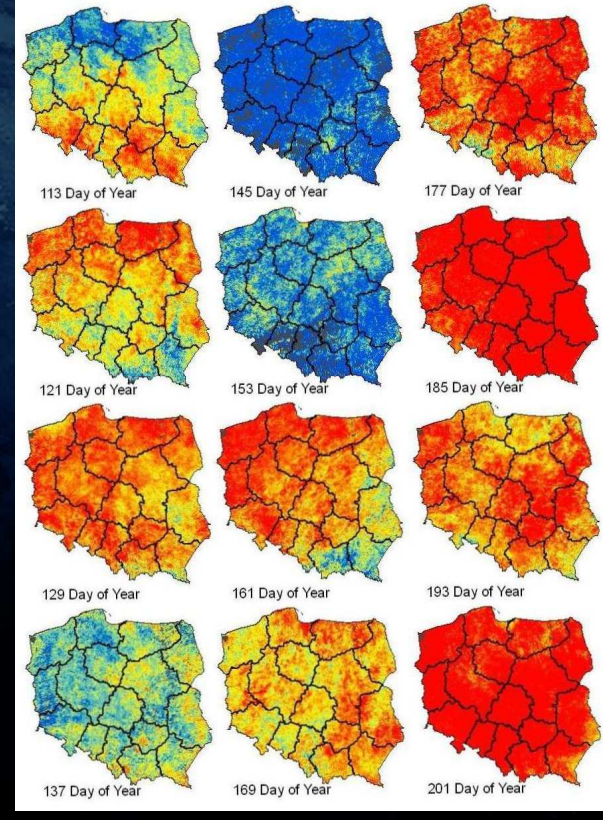 113 Day of Year
145 Day of Year
177 Day of Year
121 Day of Year
153 Day of Year
185 Day of Year
129 Day of Year
161 Day of Year
193 Day of Year
137 Day of Year
169 Day of Year
201 Day of Year